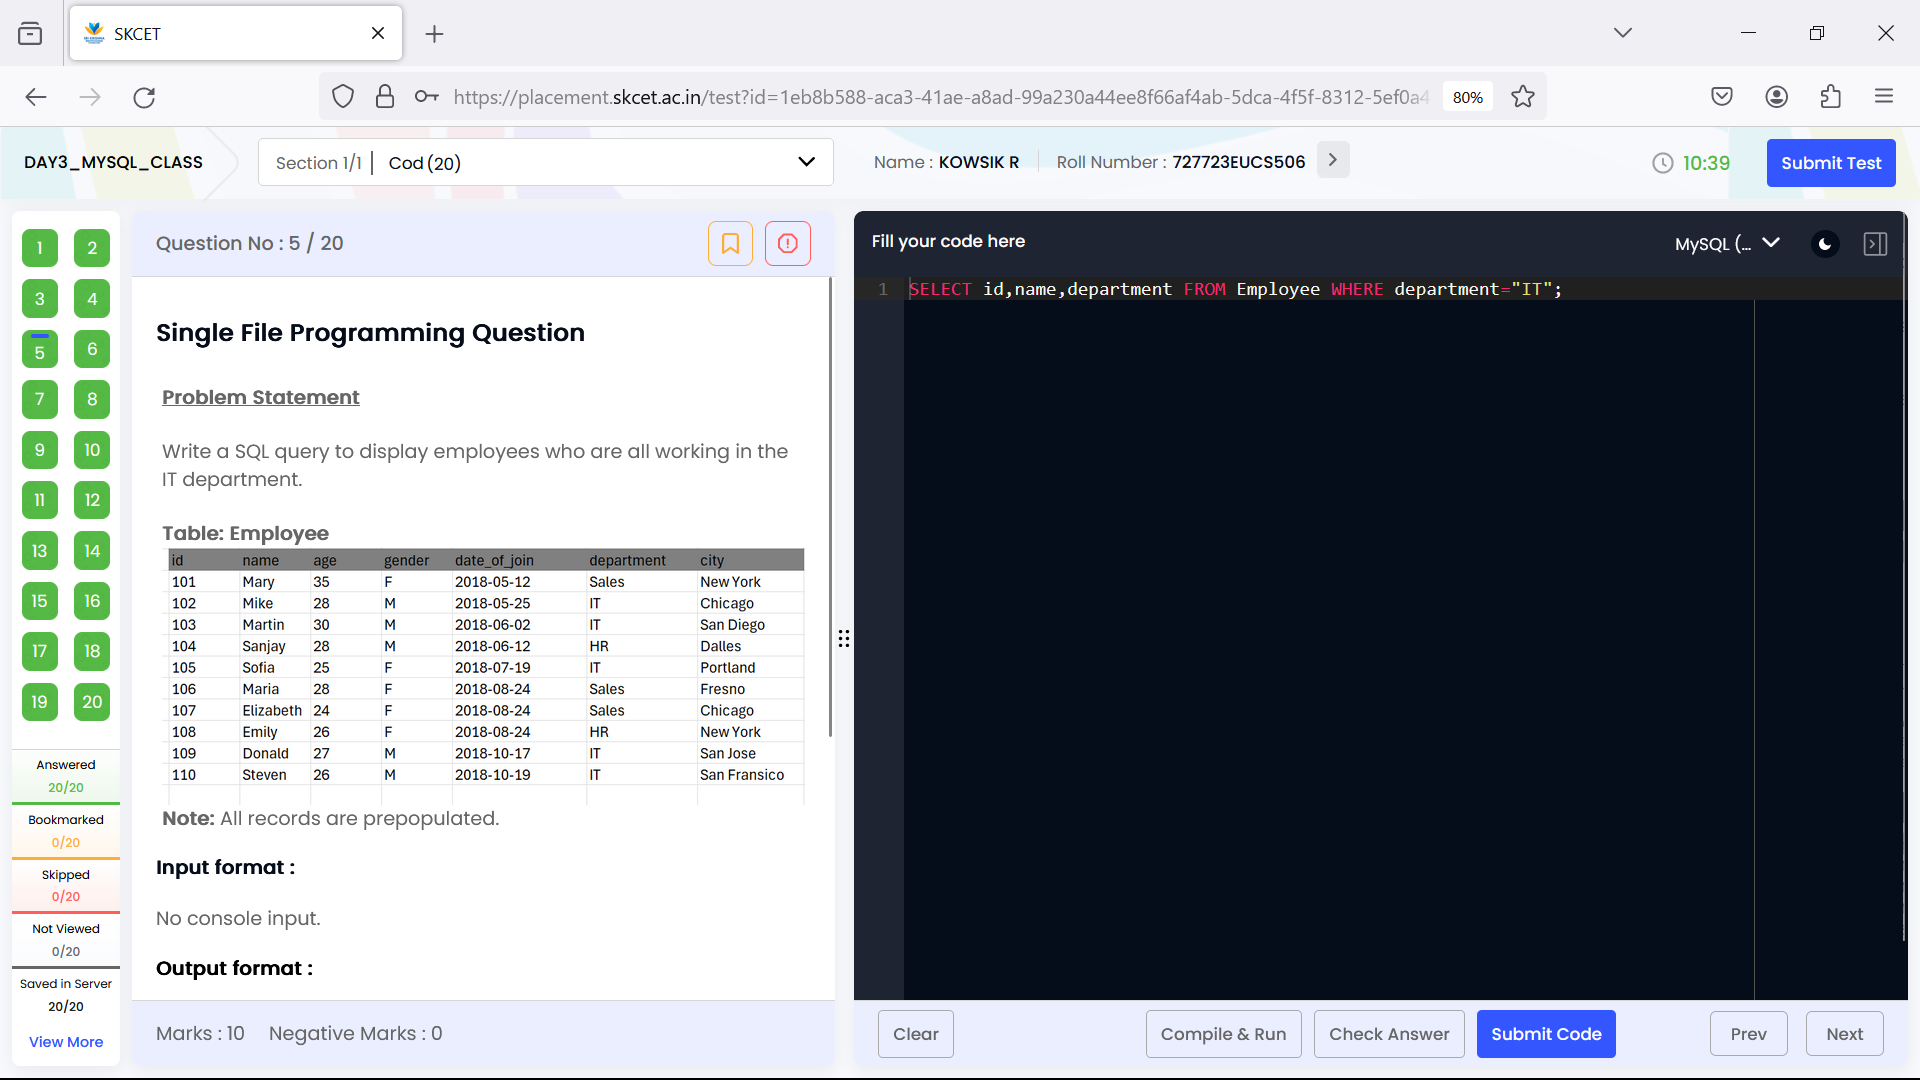 SKCET
https://placement.skcet.ac.in/test?id=1eb8b588-aca3-41ae-a8ad-99a230a44ee8f66af4ab-5dca-4f5f-8312-5ef0a4
80%
DAY3_MYSQL_CLASS
Section 1/1 | Cod (20)
Name : KOWSIK R
Roll Number : 727723EUCS506
10:39
Submit Test
1 2
3 4
5 6
7 8
9 10
11 12
13 14
15 16
17 18
19 20
Answered
20/20
Bookmarked
0/20
Skipped
0/20
Not Viewed
0/20
Saved in Server
20/20
View More
Question No : 5 / 20
Single File Programming Question
Problem Statement
Write a SQL query to display employees who are all working in the
IT department.
Table: Employee
id name age gender date_of_join department city
101 Mary 35 F 2018-05-12 Sales New York
102 Mike 28 M 2018-05-25 IT Chicago
103 Martin 30 M 2018-06-02 IT San Diego
104 Sanjay 28 M 2018-06-12 HR Dalles
105 Sofia 25 F 2018-07-19 IT Portland
106 Maria 28 F 2018-08-24 Sales Fresno
107 Elizabeth 24 F 2018-08-24 Sales Chicago
108 Emily 26 F 2018-08-24 HR New York
109 Donald 27 M 2018-10-17 IT San Jose
110 Steven 26 M 2018-10-19 IT San Fransico
Note: All records are prepopulated.
Input format :
No console input.
Output format :
Marks : 10 Negative Marks : 0
Fill your code here
MySQL (...
1 SELECT id,name,department FROM Employee WHERE department="IT";
Clear
Compile & Run
Check Answer
Submit Code
Prev
Next